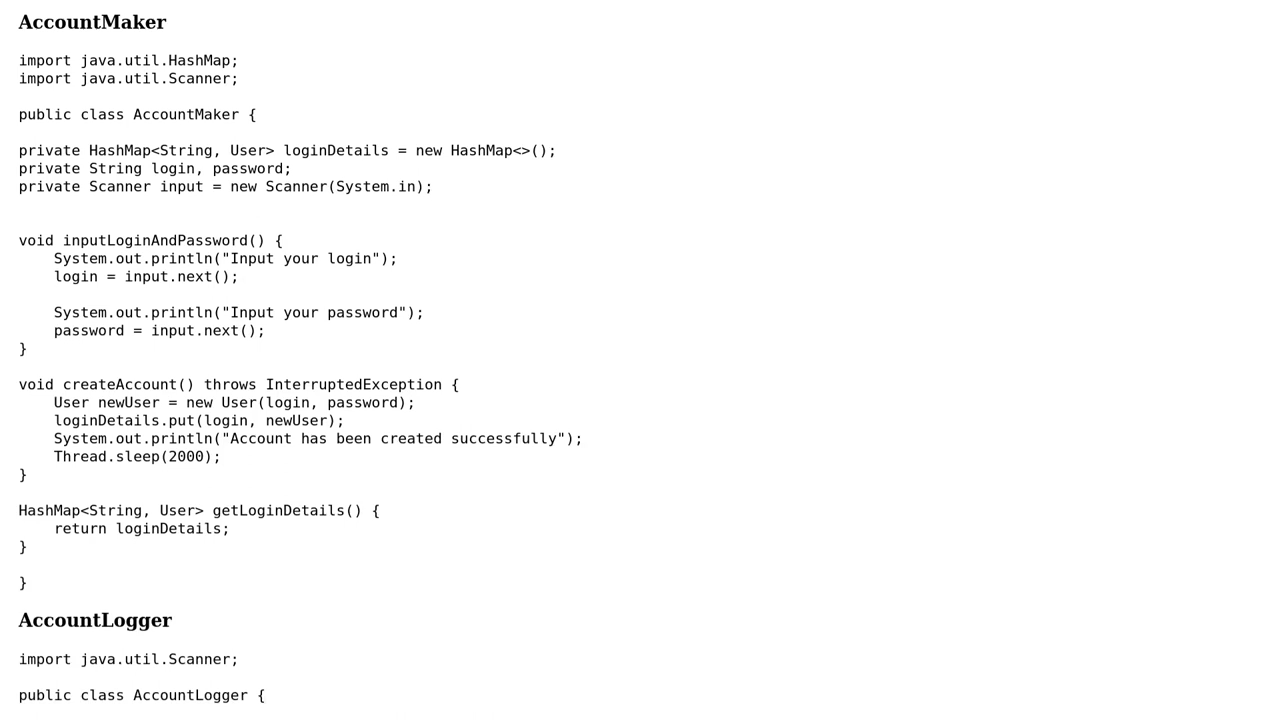 AccountMaker
import java.util.HashMap;
import java.util.Scanner;
public class AccountMaker {
private HashMap<String, User> loginDetails = new HashMap<>();
private String login, password;
private Scanner input = new Scanner(System.in);
void inputLoginAndPassword() {
    System.out.println("Input your login");
    login = input.next();
    System.out.println("Input your password");
    password = input.next();
}
void createAccount() throws InterruptedException {
    User newUser = new User(login, password);
    loginDetails.put(login, newUser);
    System.out.println("Account has been created successfully");
    Thread.sleep(2000);
}
HashMap<String, User> getLoginDetails() {
    return loginDetails;
}
}
AccountLogger
import java.util.Scanner;
public class AccountLogger {